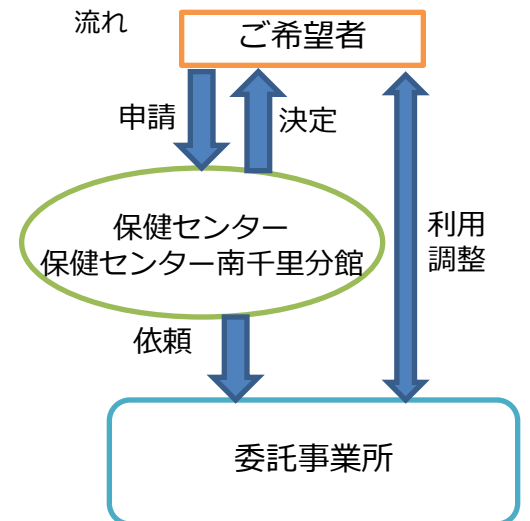 流れ
ご希望者
申請
決定
保健センター
保健センター南千里分館
利用
調整
依頼
委託事業所